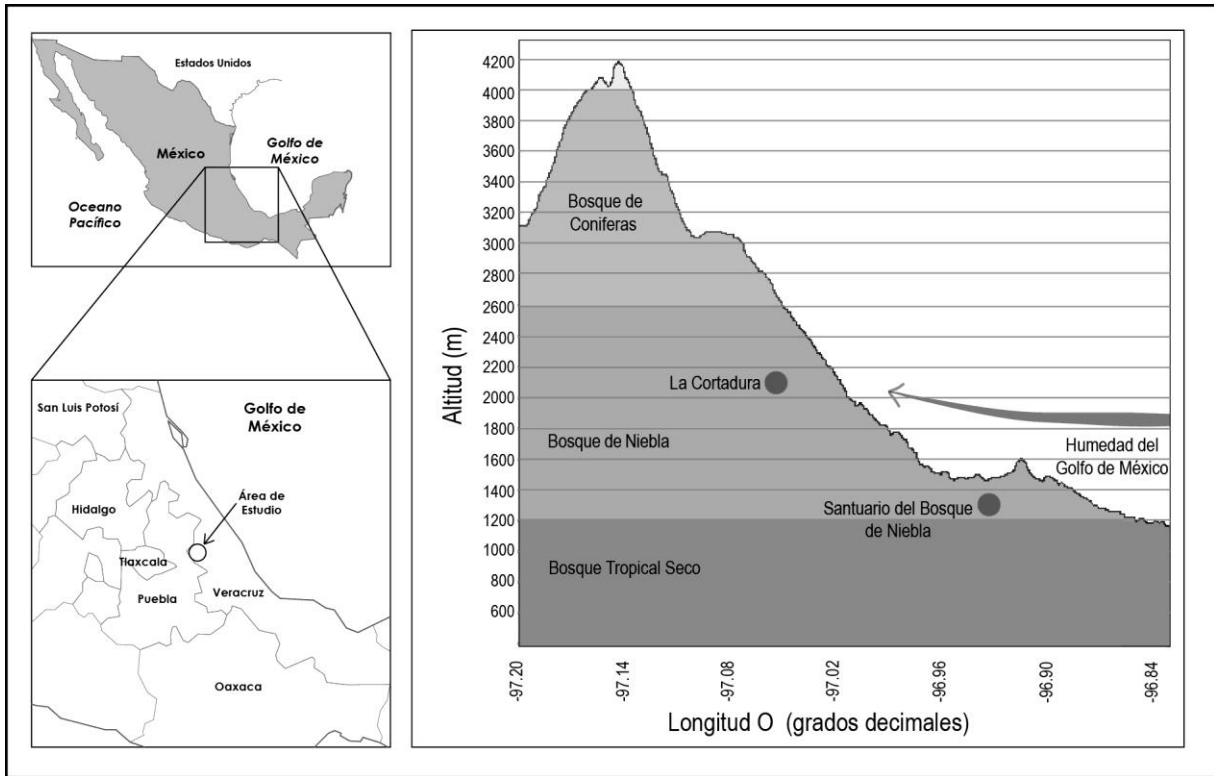 Estados Unidos
Golfo de
México
México
Oceano
Pacífico
San Luis Potosí
Golfo de
México
Área de
Estudio
Hidalgo
Tlaxcala
Puebla
Veracruz
Oaxaca
Altitud (m)
4200
4000
3800
3600
3400
3200
3000
2800
2600
2400
2200
2000
1800
1600
1400
1200
1000
800
600
Bosque de
Coniferas
La Cortadura
Bosque de Niebla
Humedad del
Golfo de México
Santuario del Bosque
de Niebla
Bosque Tropical Seco
-97.20
-97.14
-97.08
-97.02
-96.96
-96.90
-96.84
Longitud O (grados decimales)